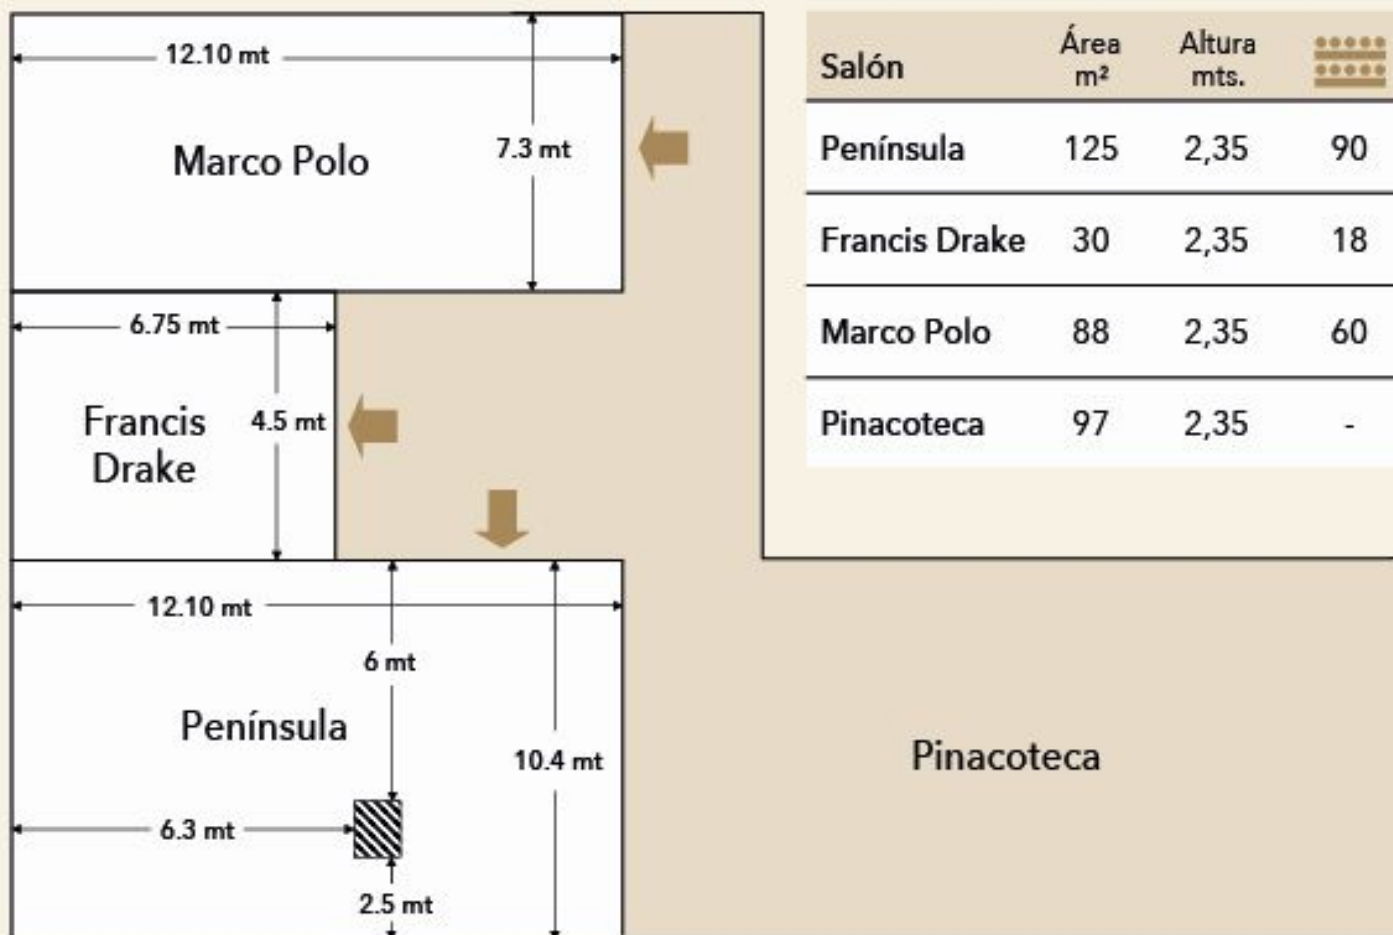 12.10 mt
Marco Polo
7.3 mt
6.75 mt
Francis
Drake
4.5 mt
12.10 mt
6 mt
Península
10.4 mt
6.3 mt
2.5 mt
Pinacoteca
Salón Área m² Altura mts.
Península 125 2,35 90
Francis Drake 30 2,35 18
Marco Polo 88 2,35 60
Pinacoteca 97 2,35 -